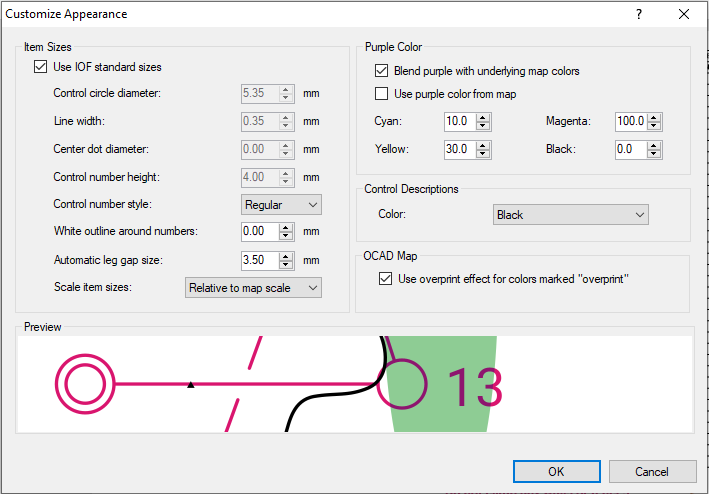 Customize Appearance ?
Item Sizes
Use IOF standard sizes
Control circle diameter: 5.35 mm
Line width: 0.35 mm
Center dot diameter: 0.00 mm
Control number height: 4.00 mm
Control number style: Regular
White outline around numbers: 0.00 mm
Automatic leg gap size: 3.50 mm
Scale item sizes: Relative to map scale
Purple Color
Blend purple with underlying map colors
Use purple color from map
Cyan: 10.0 Magenta: 100.0
Yellow: 30.0 Black: 0.0
Control Descriptions
Color: Black
OCAD Map
Use overprint effect for colors marked "overprint"
Preview
13
OK Cancel